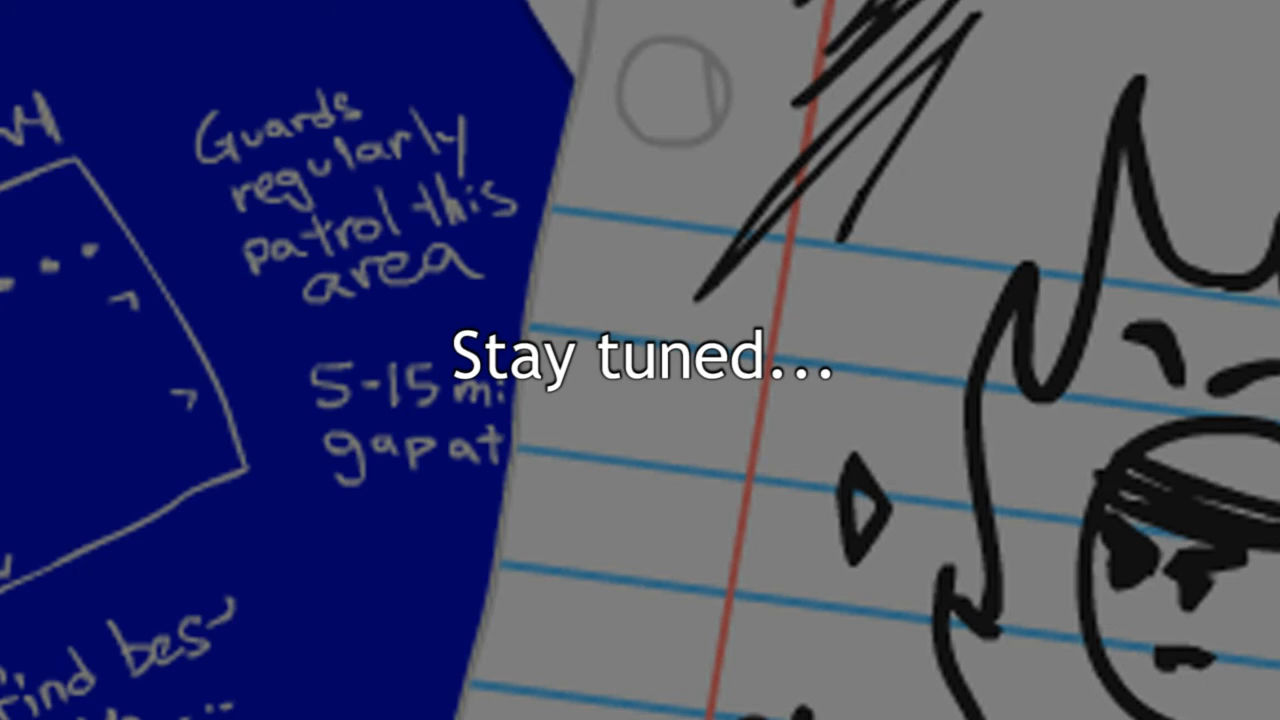 Guards
regularly
patrol this
area
5-15 mi
gap at
Stay tuned...
find bes